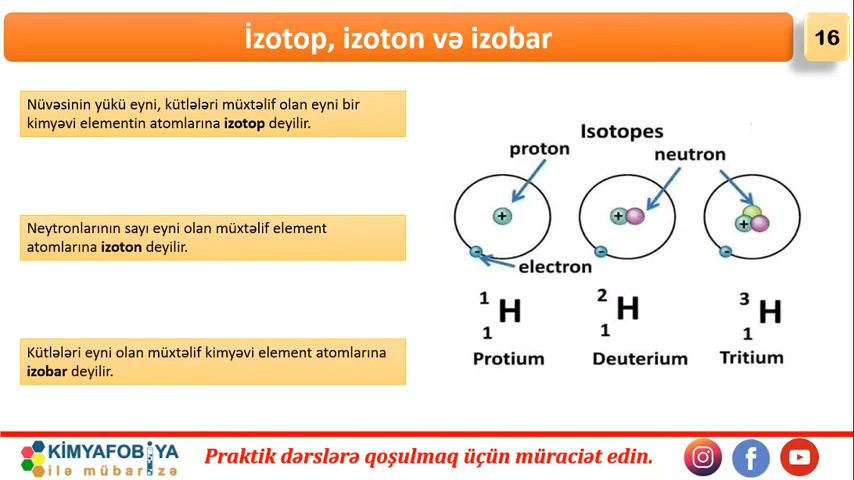 İzotop, izoton və izobar
16
Nüvəsinin yükü eyni, kütlələri müxtəlif olan eyni bir
kimyəvi elementin atomlarına izotop deyilir.
Neytronlarının sayı eyni olan müxtəlif element
atomlarına izoton deyilir.
Kütlələri eyni olan müxtəlif kimyəvi element atomlarına
izobar deyilir.
Isotopes
proton
neutron
+
+
+
-
-
-
electron
1
1 H
2
1 H
3
1 H
Protium
Deuterium
Tritium
KİMYAFOBİYA
ilə mübarizə
Praktik dərslərə qoşulmaq üçün müraciət edin.
f